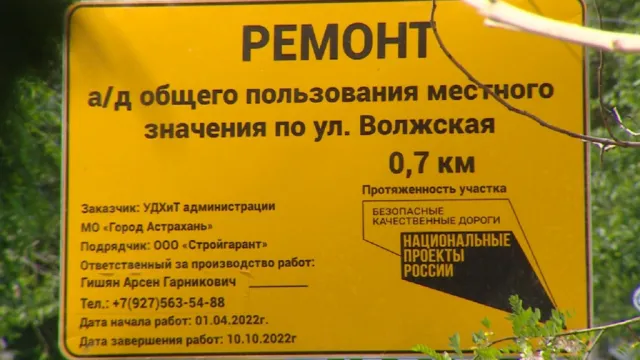 РЕМОНТ
а/д общего пользования местного
значения по ул. Волжская
0,7 км
Протяженность участка
Заказчик: УДХиТ администрации
МО «Город Астрахань»
Подрядчик: ООО «Стройгарант»
Ответственный за производство работ:
Гишян Арсен Гарникович
Тел.: +7(927)563-54-88
Дата начала работ: 01.04.2022г.
Дата завершения работ: 10.10.2022г
БЕЗОПАСНЫЕ
КАЧЕСТВЕННЫЕ ДОРОГИ
НАЦИОНАЛЬНЫЕ
ПРОЕКТЫ
РОССИИ